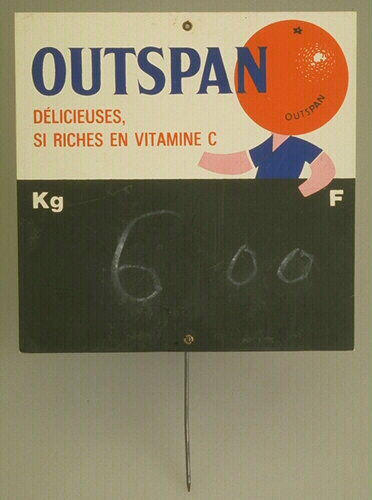 OUTSPAN
DÉLICIEUSES,
SI RICHES EN VITAMINE C
OUTSPAN
Kg F
6 00